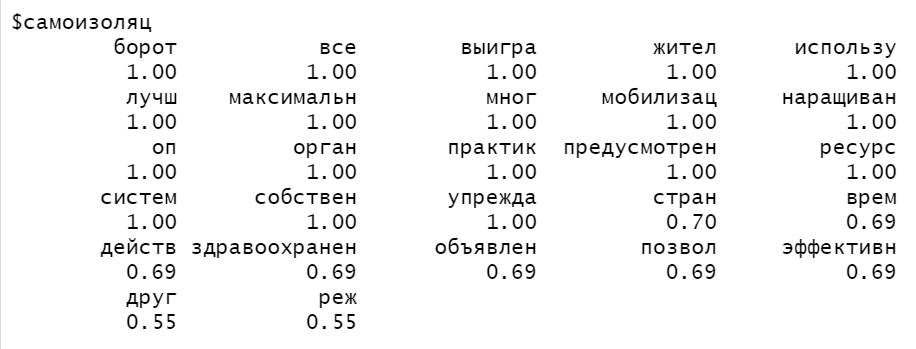 $самоизоляц
борот все выигра жител использу
1.00 1.00 1.00 1.00 1.00
лучш максимальн мног мобилизац наращиван
1.00 1.00 1.00 1.00 1.00
оп орган практик предусмотрен ресурс
1.00 1.00 1.00 1.00 1.00
систем собствен упрежда стран врем
1.00 1.00 1.00 0.70 0.69
действ здравоохранен объявлен позвол эффективн
0.69 0.69 0.69 0.69 0.69
друг реж
0.55 0.55